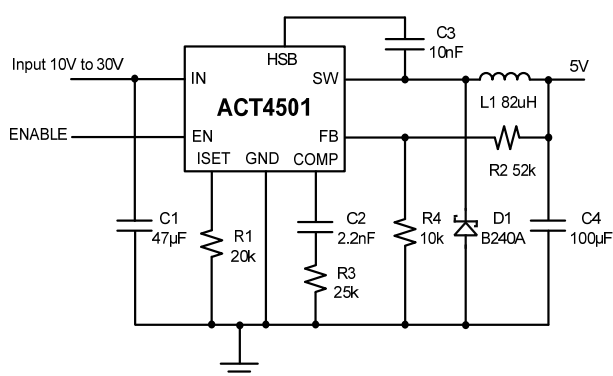 C3
10nF
HSB
Input 10V to 30V
IN
SW
5V
ACT4501
L1 82uH
ENABLE
EN
FB
ISET
GND
COMP
R2 52k
C1
47µF
R1
20k
C2
2.2nF
R3
25k
R4
10k
D1
B240A
C4
100µF